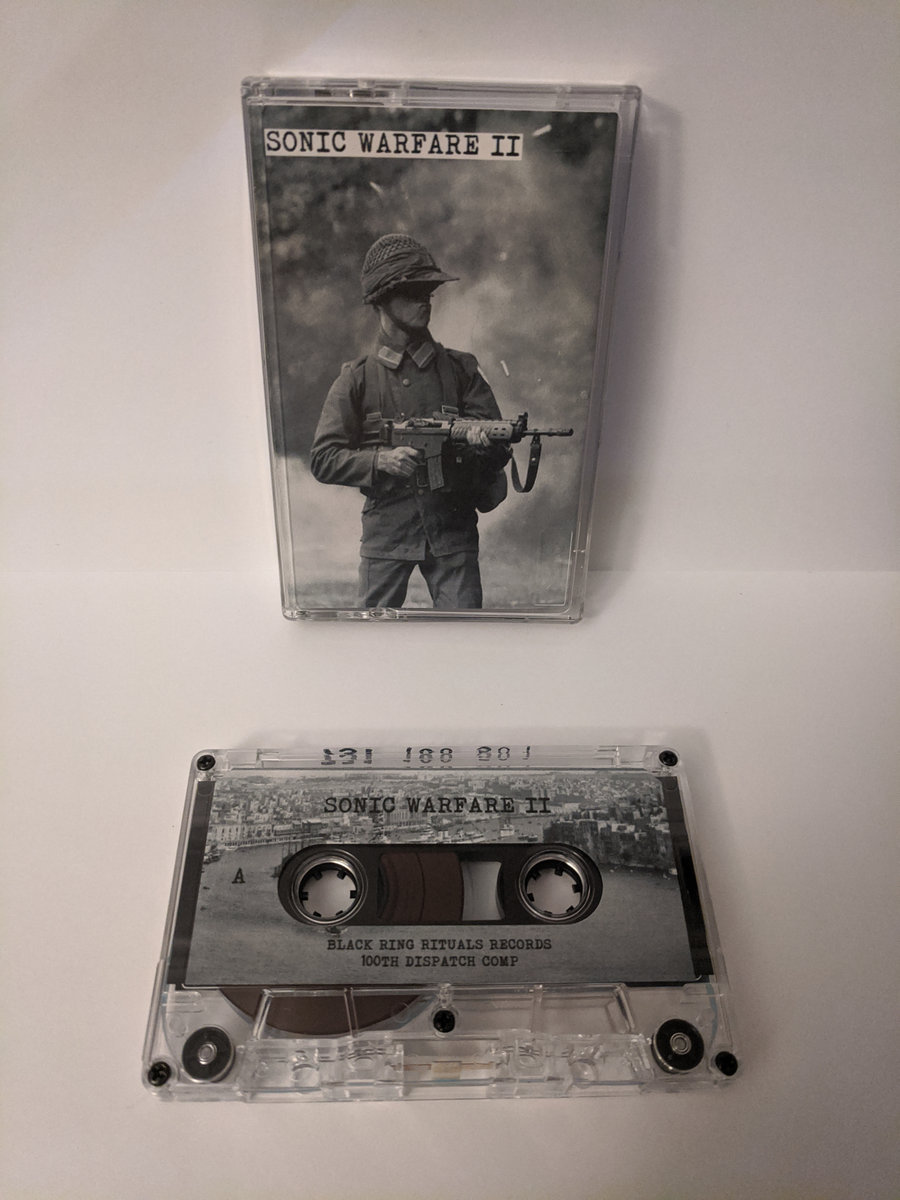 SONIC WARFARE II
SONIC WARFARE II
A
BLACK RING RITUALS RECORDS
100TH DISPATCH COMP